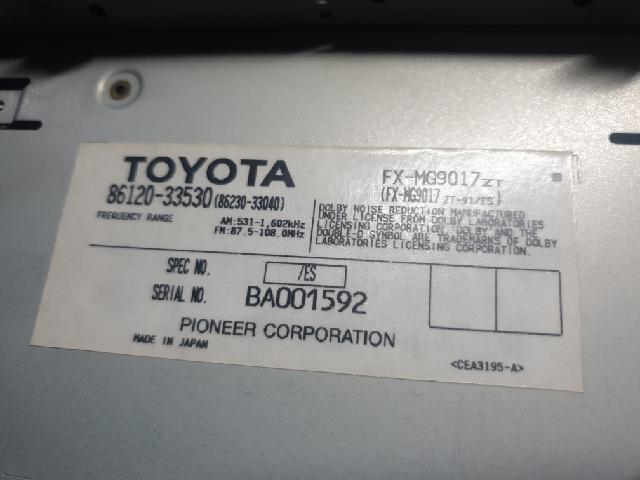 TOYOTA
86120-33530 (86230-33040)
FREQUENCY RANGE AM:531-1,602kHz
FM:87.5-108.0MHz
FX-MG9017ZT
(FX-MG9017 ZT-91/ES)
DOLBY NOISE REDUCTION MANUFACTURED
UNDER LICENSE FROM DOLBY LABORATORIES
LICENSING CORPORATION. "DOLBY" AND THE
DOUBLE-D SYMBOL ARE TRADEMARKS OF DOLBY
LABORATORIES LICENSING CORPORATION.
SPEC NO. /ES
SERIAL NO. BA001592
PIONEER CORPORATION
MADE IN JAPAN
<CEA3195-A>